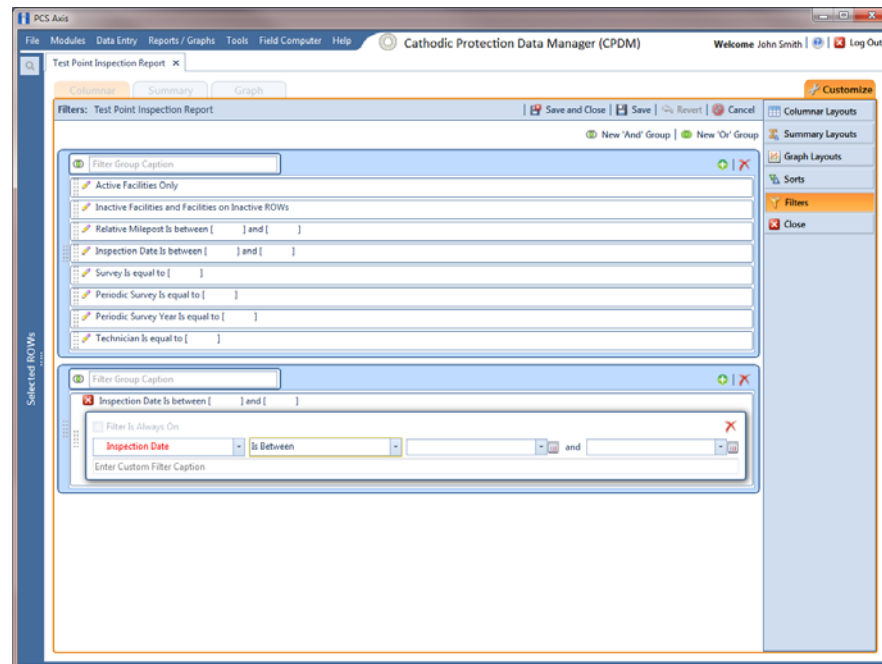 PCS Axis
File Modules Data Entry Reports / Graphs Tools Field Computer Help Cathodic Protection Data Manager (CPDM) Welcome John Smith | | Log Out
Test Point Inspection Report ×
Columnar Summary Graph Customize
Filters: Test Point Inspection Report | Save and Close | Save | Revert | Cancel
Columnar Layouts
New 'And' Group | New 'Or' Group
Summary Layouts
Graph Layouts
Sorts
Filters
Close
Filter Group Caption
Active Facilities Only
Inactive Facilities and Facilities on Inactive ROWs
Relative Milepost Is between [ ] and [ ]
Inspection Date Is between [ ] and [ ]
Survey Is equal to [ ]
Periodic Survey Is equal to [ ]
Periodic Survey Year Is equal to [ ]
Technician Is equal to [ ]
Selected ROWs
Filter Group Caption
Inspection Date Is between [ ] and [ ]
Filter Is Always On
Inspection Date Is Between and
Enter Custom Filter Caption